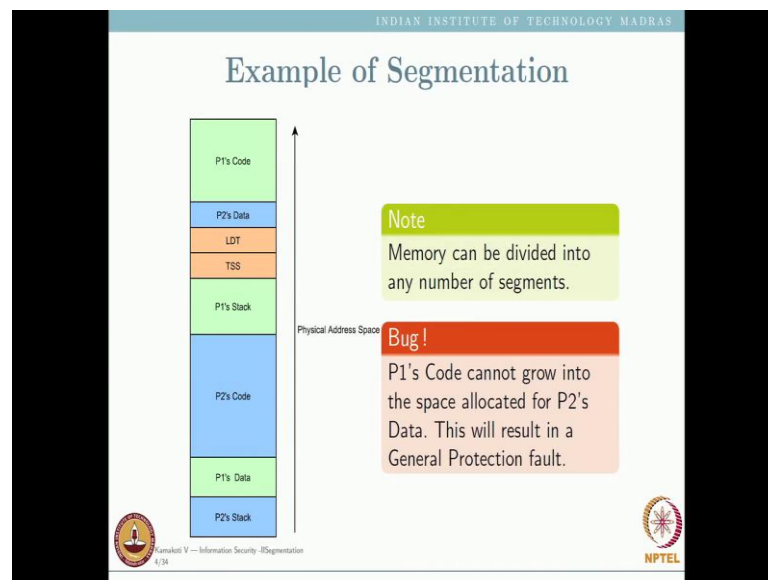 INDIAN INSTITUTE OF TECHNOLOGY MADRAS
Example of Segmentation
P1's Code
P2's Data
LDT
TSS
P1's Stack
P2's Code
P1's Data
P2's Stack
Physical Address Space
Note
Memory can be divided into
any number of segments.
Bug!
P1's Code cannot grow into
the space allocated for P2's
Data. This will result in a
General Protection fault.
Kamakoti V — Information Security -IISegmentation
4/34
NPTEL